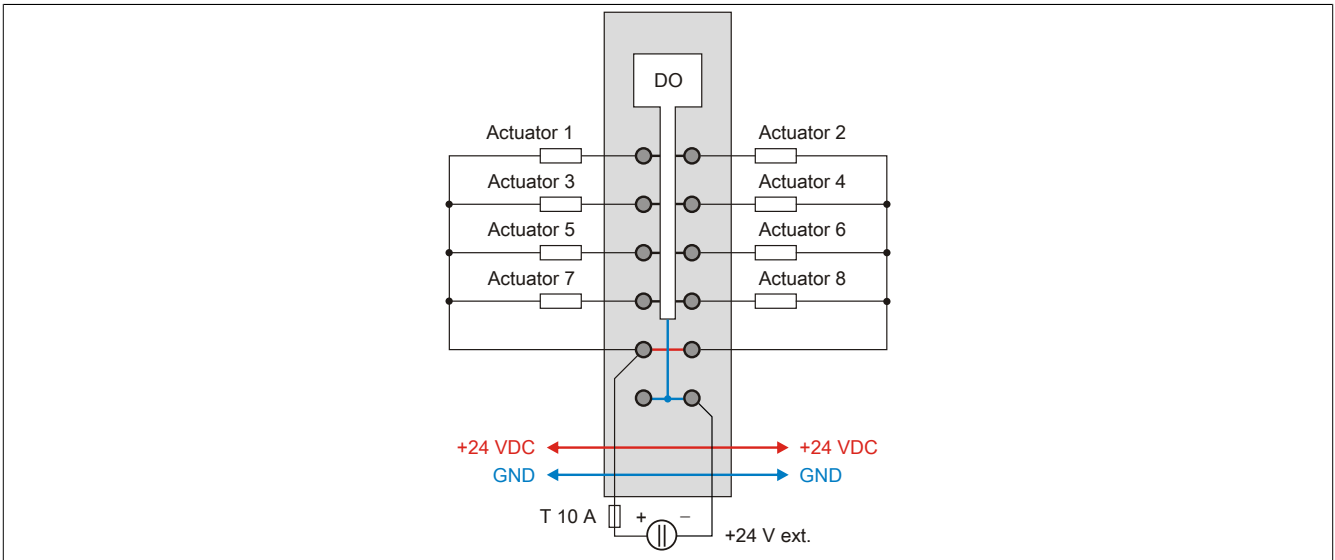 DO
Actuator 1 Actuator 2
Actuator 3 Actuator 4
Actuator 5 Actuator 6
Actuator 7 Actuator 8
+24 VDC +24 VDC
GND GND
T 10 A + − +24 V ext.